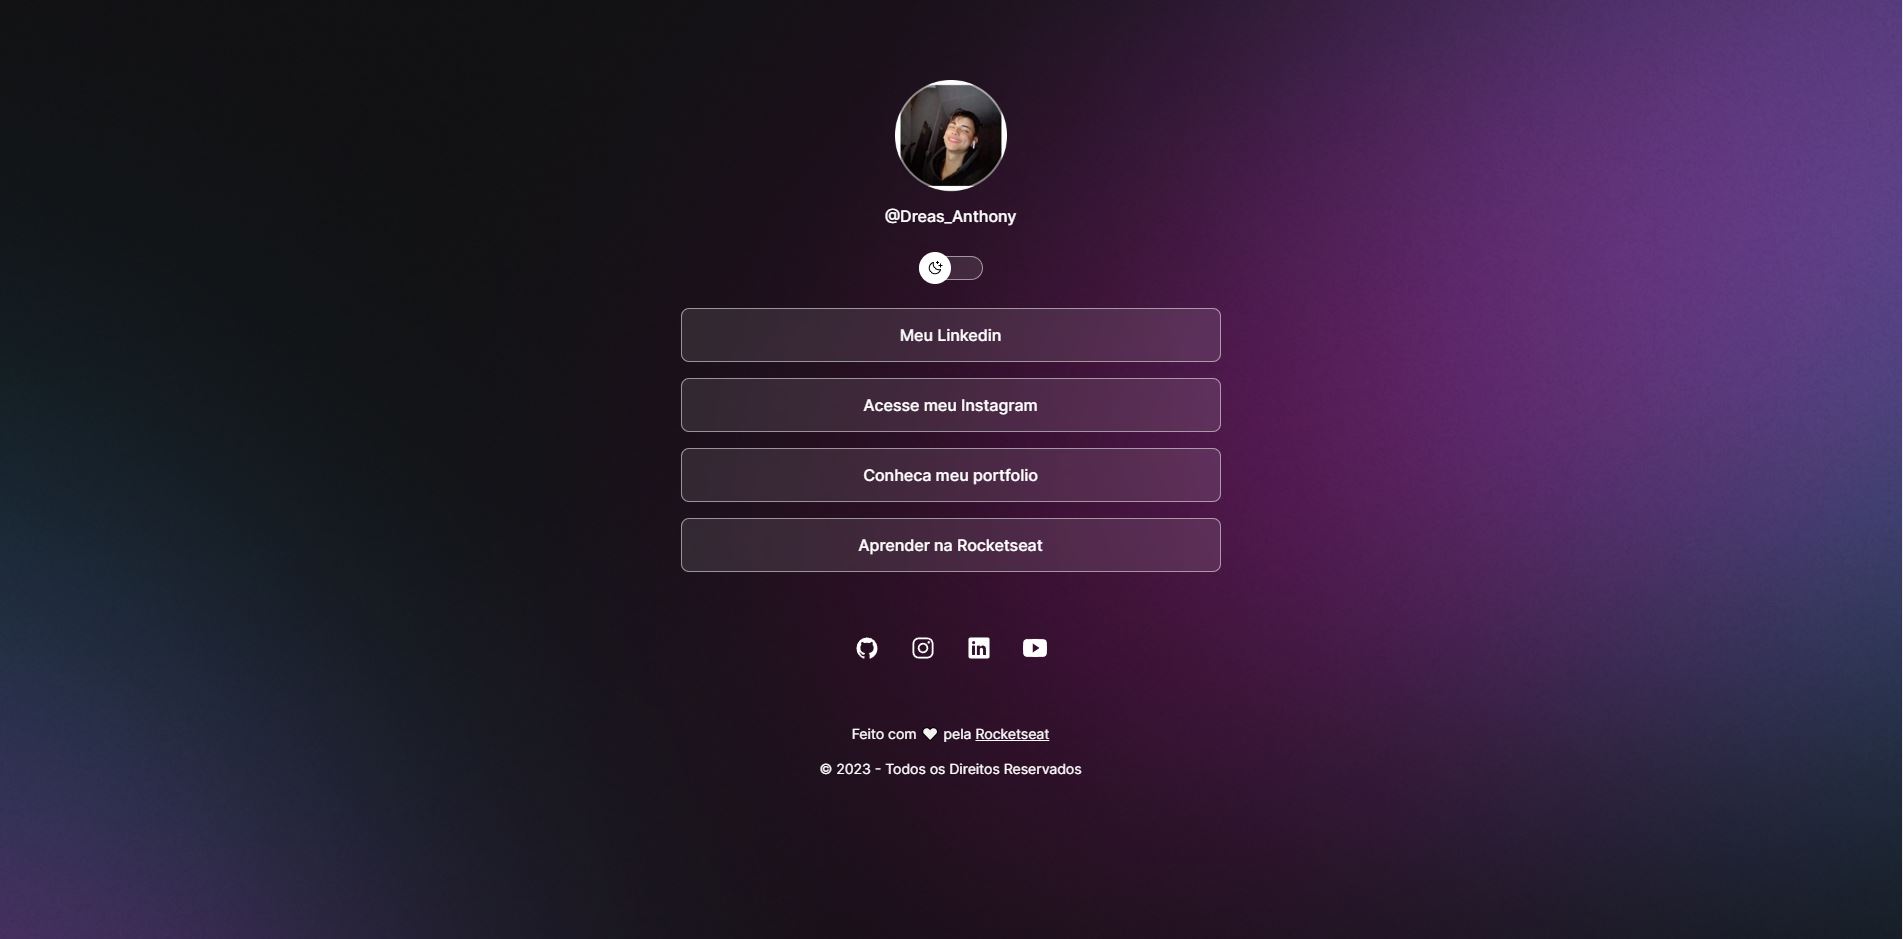 @Dreas_Anthony
Meu Linkedin
Acesse meu Instagram
Conheca meu portfolio
Aprender na Rocketseat
Feito com ♥ pela Rocketseat
© 2023 - Todos os Direitos Reservados